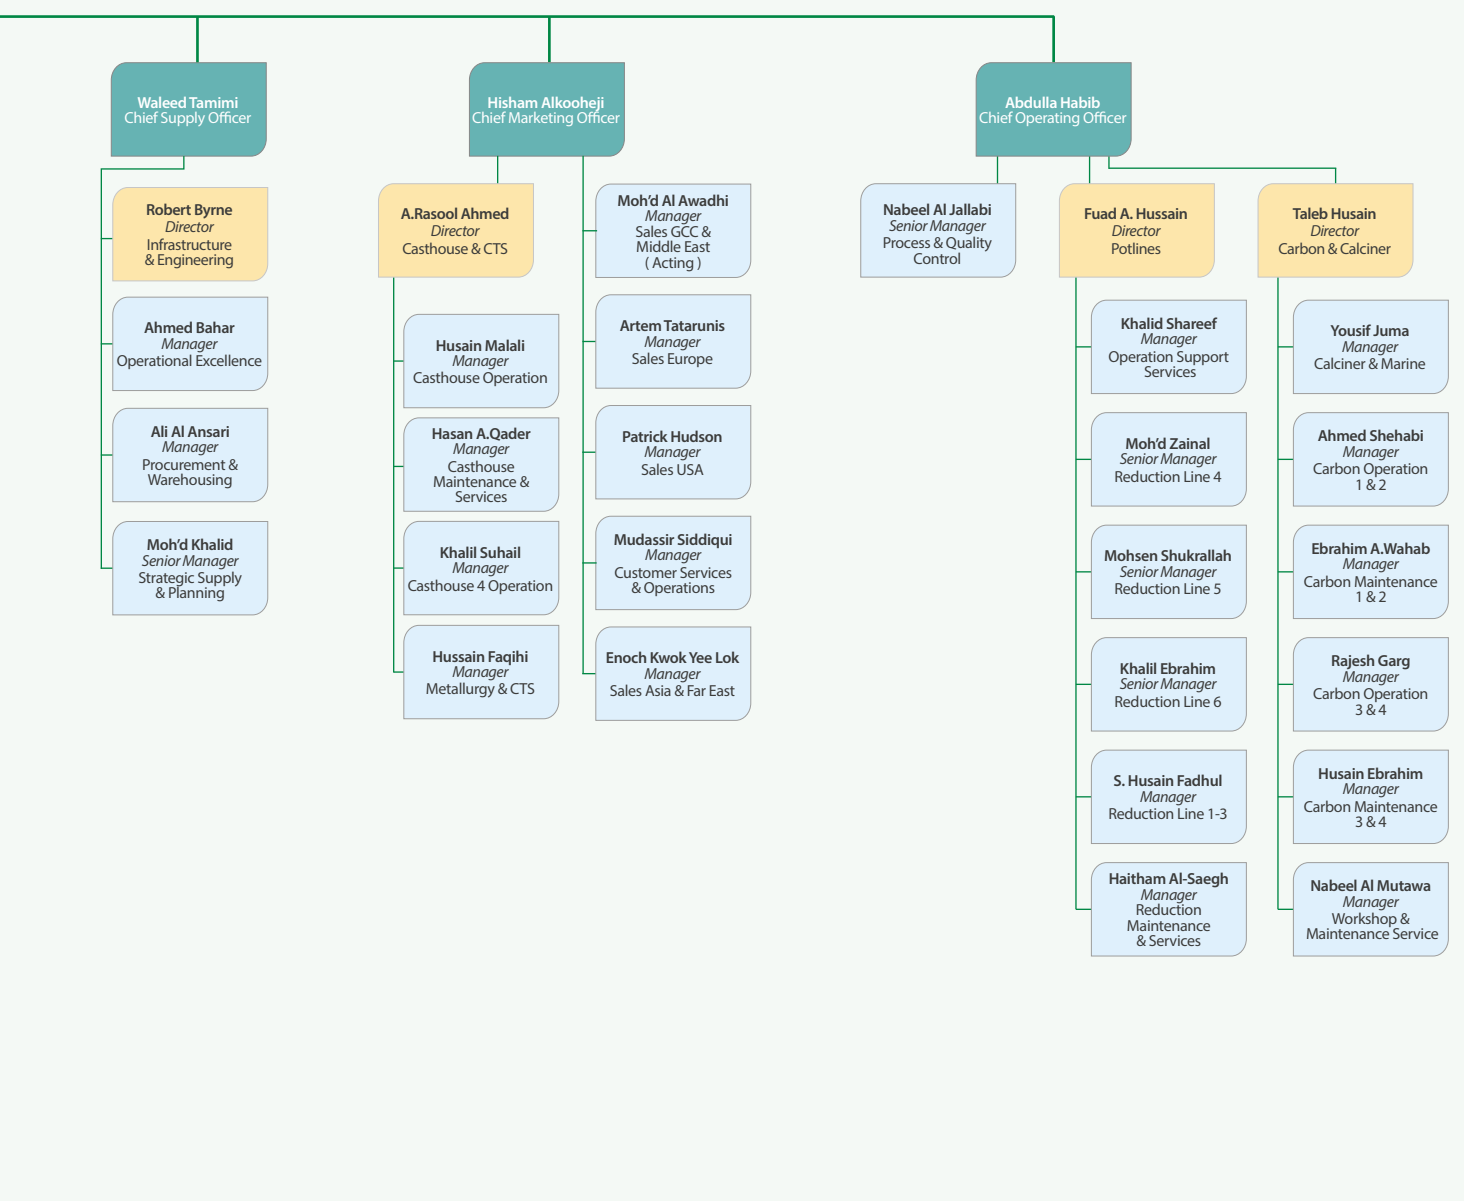 Waleed Tamimi
Chief Supply Officer
Robert Byrne
Director
Infrastructure
& Engineering
Ahmed Bahar
Manager
Operational Excellence
Ali Al Ansari
Manager
Procurement &
Warehousing
Moh'd Khalid
Senior Manager
Strategic Supply
& Planning
Hisham Alkooheji
Chief Marketing Officer
A.Rasool Ahmed
Director
Casthouse & CTS
Husain Malali
Manager
Casthouse Operation
Hasan A.Qader
Manager
Casthouse
Maintenance &
Services
Khalil Suhail
Manager
Casthouse 4 Operation
Hussain Faqihi
Manager
Metallurgy & CTS
Moh'd Al Awadhi
Manager
Sales GCC &
Middle East
( Acting )
Artem Tatarunis
Manager
Sales Europe
Patrick Hudson
Manager
Sales USA
Mudassir Siddiqui
Manager
Customer Services
& Operations
Enoch Kwok Yee Lok
Manager
Sales Asia & Far East
Abdulla Habib
Chief Operating Officer
Nabeel Al Jallabi
Senior Manager
Process & Quality
Control
Fuad A. Hussain
Director
Potlines
Khalid Shareef
Manager
Operation Support
Services
Moh'd Zainal
Senior Manager
Reduction Line 4
Mohsen Shukrallah
Senior Manager
Reduction Line 5
Khalil Ebrahim
Senior Manager
Reduction Line 6
S. Husain Fadhul
Manager
Reduction Line 1-3
Haitham Al-Saegh
Manager
Reduction
Maintenance
& Services
Taleb Husain
Director
Carbon & Calciner
Yousif Juma
Manager
Calciner & Marine
Ahmed Shehabi
Manager
Carbon Operation
1 & 2
Ebrahim A.Wahab
Manager
Carbon Maintenance
1 & 2
Rajesh Garg
Manager
Carbon Operation
3 & 4
Husain Ebrahim
Manager
Carbon Maintenance
3 & 4
Nabeel Al Mutawa
Manager
Workshop &
Maintenance Service